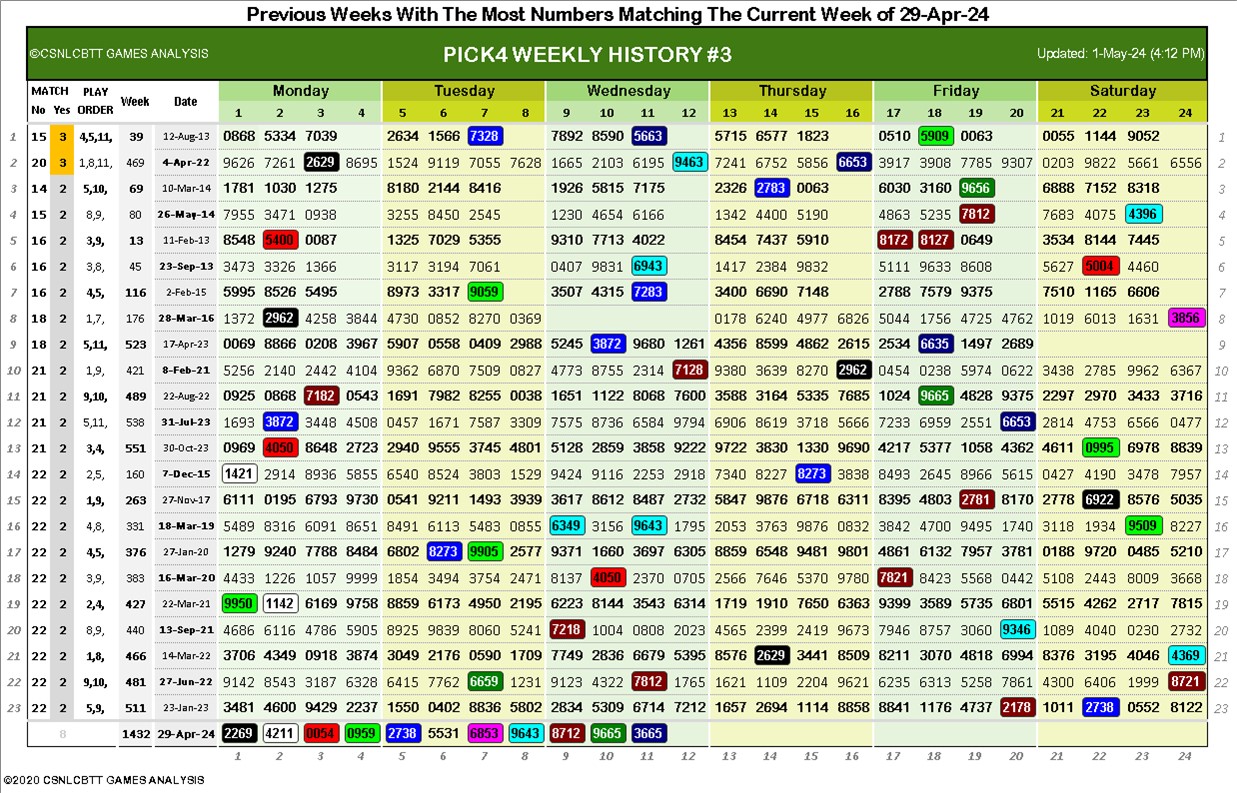 Previous Weeks With The Most Numbers Matching The Current Week of 29-Apr-24
©CSNLCBTT GAMES ANALYSIS PICK4 WEEKLY HISTORY #3 Updated: 1-May-24 (4:12 PM)
MATCH PLAY Week Date Monday Tuesday Wednesday Thursday Friday Saturday
No Yes ORDER 1 2 3 4 5 6 7 8 9 10 11 12 13 14 15 16 17 18 19 20 21 22 23 24
1 15 3 4,5,11, 39 12-Aug-13 0868 5334 7039 2634 1566 7328 7892 8590 5663 5715 6577 1823 0510 5909 0063 0055 1144 9052 1
2 20 3 1,8,11, 469 4-Apr-22 9626 7261 2629 8695 1524 9119 7055 7628 1665 2103 6195 9463 7241 6752 5856 6653 3917 3908 7785 9307 0203 9822 5661 6556 2
3 14 2 5,10, 69 10-Mar-14 1781 1030 1275 8180 2144 8416 1926 5815 7175 2326 2783 0063 6030 3160 9656 6888 7152 8318 3
4 15 2 8,9, 80 26-May-14 7955 3471 0938 3255 8450 2545 1230 4654 6166 1342 4400 5190 4863 5235 7812 7683 4075 4396 4
5 16 2 3,9, 13 11-Feb-13 8548 5400 0087 1325 7029 5355 9310 7713 4022 8454 7437 5910 8172 8127 0649 3534 8144 7445 5
6 16 2 3,8, 45 23-Sep-13 3473 3326 1366 3117 3194 7061 0407 9831 6943 1417 2384 9832 5111 9633 8608 5627 5004 4460 6
7 16 2 4,5, 116 2-Feb-15 5995 8526 5495 8973 3317 9059 3507 4315 7283 3400 6690 7148 2788 7579 9375 7510 1165 6606 7
8 18 2 1,7, 176 28-Mar-16 1372 2962 4258 3844 4730 0852 8270 0369 0178 6240 4977 6826 5044 1756 4725 4762 1019 6013 1631 3856 8
9 18 2 5,11, 523 17-Apr-23 0069 8866 0208 3967 5907 0558 0409 2988 5245 3872 9680 1261 4356 8599 4862 2615 2534 6635 1497 2689 9
10 21 2 1,9, 421 8-Feb-21 5256 2140 2442 4104 9362 6870 7509 0827 4773 8755 2314 7128 9380 3639 8270 2962 0454 0238 5974 0622 3438 2785 9962 6367 10
11 21 2 9,10, 489 22-Aug-22 0925 0868 7182 0543 1691 7982 8255 0038 1651 1122 8068 7600 3588 3164 5335 7685 1024 9665 4828 9375 2297 2970 3433 3716 11
12 21 2 5,11, 538 31-Jul-23 1693 3872 3448 4508 0457 1671 7587 3309 7575 9736 6584 9794 6906 8619 3718 5666 7233 6959 2551 6653 2814 4753 6566 0477 12
13 21 2 3,4, 551 30-Oct-23 0969 4050 8648 2723 2940 9555 3745 4801 5128 2859 3858 9222 9722 3830 1330 9690 4217 5377 1058 4362 4611 0995 6978 8839 13
14 22 2 2,5, 160 7-Dec-15 1421 2914 8936 5855 6540 8524 3803 1529 9424 9116 2253 2918 7340 8227 8273 3838 8493 2645 8966 5615 0427 4190 3478 7957 14
15 22 2 1,9, 263 27-Nov-17 6111 0195 6793 9730 0541 9211 1493 3939 3617 8612 8487 2732 5847 9876 6718 6311 8395 4803 2781 8170 2778 6922 8576 5035 15
16 22 2 4,8, 331 18-Mar-19 5489 8316 6091 8651 8491 6113 5483 0855 6349 3156 9643 1795 2053 3763 9876 0832 3842 4700 9495 1740 3118 1934 9509 8227 16
17 22 2 4,5, 376 27-Jan-20 1279 9240 7788 8484 6802 8273 9905 2577 9371 1660 3697 6305 8859 6548 9481 9801 4861 6132 7957 3781 0188 9720 0485 5210 17
18 22 2 3,9, 383 16-Mar-20 4433 1226 1057 9999 1854 3494 3754 2471 8137 4050 2370 0705 2566 7646 5370 9780 7821 8423 5568 0442 5108 2443 8009 3668 18
19 22 2 2,4, 427 22-Mar-21 9950 1142 6169 9758 8859 6173 4950 2195 6223 8144 3543 6314 1719 1910 7650 6363 9399 3589 5735 6801 5515 4262 2717 7815 19
20 22 2 8,9, 440 13-Sep-21 4686 6116 4786 5905 8925 9839 8060 5241 7218 1004 0808 2023 4565 2399 2419 9673 7946 8757 3060 9346 1089 4040 0230 2732 20
21 22 2 1,8, 466 14-Mar-22 3706 4349 0918 3874 3049 2176 0590 1709 7749 2836 6679 5395 8576 2629 3441 8509 8211 3070 4818 6994 8376 3195 4046 4369 21
22 22 2 9,10, 481 27-Jun-22 9142 8543 3187 6328 6415 7762 6659 1231 9123 4322 7812 1765 1621 1109 2204 9621 6235 5013 5258 7861 4300 6406 1999 8721 22
23 22 2 5,9, 511 23-Jan-23 3481 4600 9429 2237 1550 0402 8836 5802 2834 5309 6714 7212 1657 2694 1114 8858 8841 1176 4737 2178 1011 2738 0552 8122 23
8 1432 29-Apr-24 2269 4211 0054 0959 2738 5531 6853 9643 8712 9665 3665
1 2 3 4 5 6 7 8 9 10 11 12 13 14 15 16 17 18 19 20 21 22 23 24
©2020 CSNLCBTT GAMES ANALYSIS